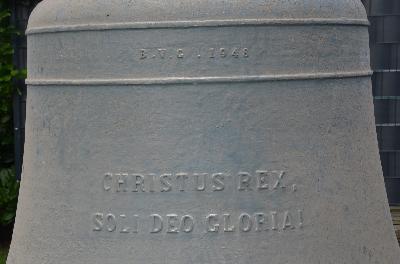 B.V.G. 1948
CHRISTUS REX,
SOLI DEO GLORIA!